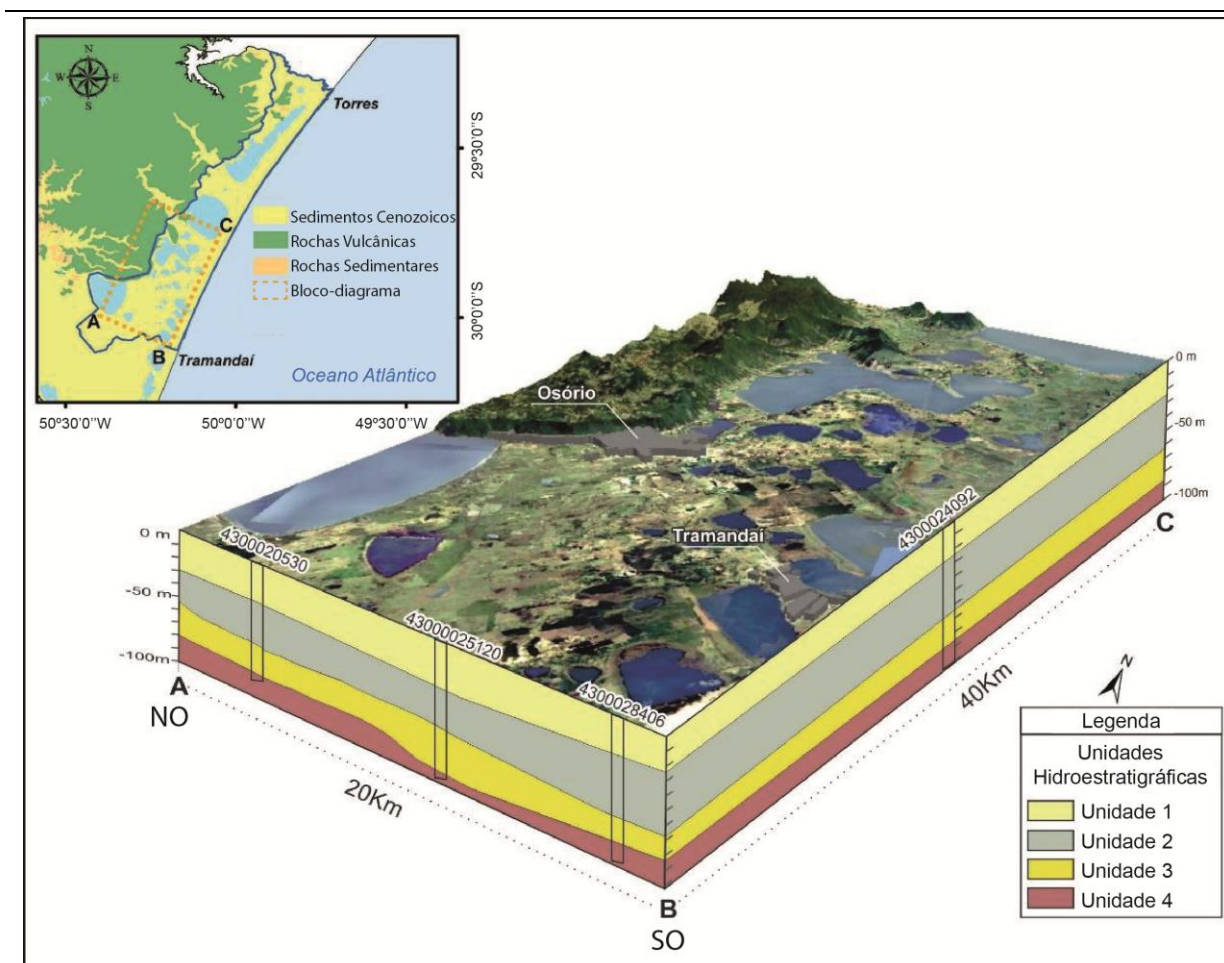 N
W
E
S
Torres
29°30'0"S
Sedimentos Cenozoicos
Rochas Vulcânicas
Rochas Sedimentares
Bloco-diagrama
C
A
B
Tramandaí
30°0'0"S
Oceano Atlântico
50°30'0"W
50°0'0"W
49°30'0"W
Osório
Tramandaí
0 m
-50 m
-100m
0 m
-50 m
-100m
4300020530
43000025120
4300028406
4300024092
A
NO
20Km
B
SO
40Km
C
N
Legenda
Unidades
Hidroestratigráficas
Unidade 1
Unidade 2
Unidade 3
Unidade 4